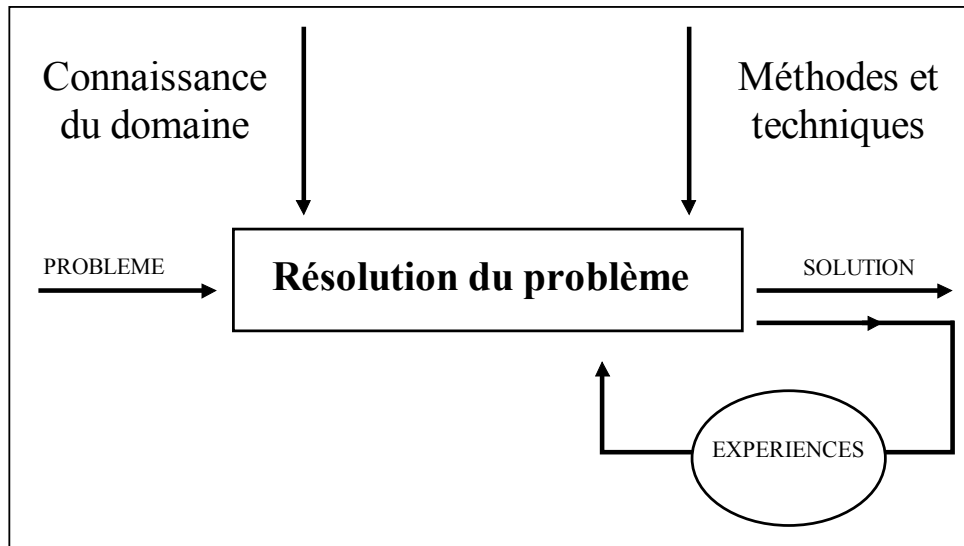 Connaissance
du domaine
Méthodes et
techniques
PROBLEME
Résolution du problème
SOLUTION
EXPERIENCES